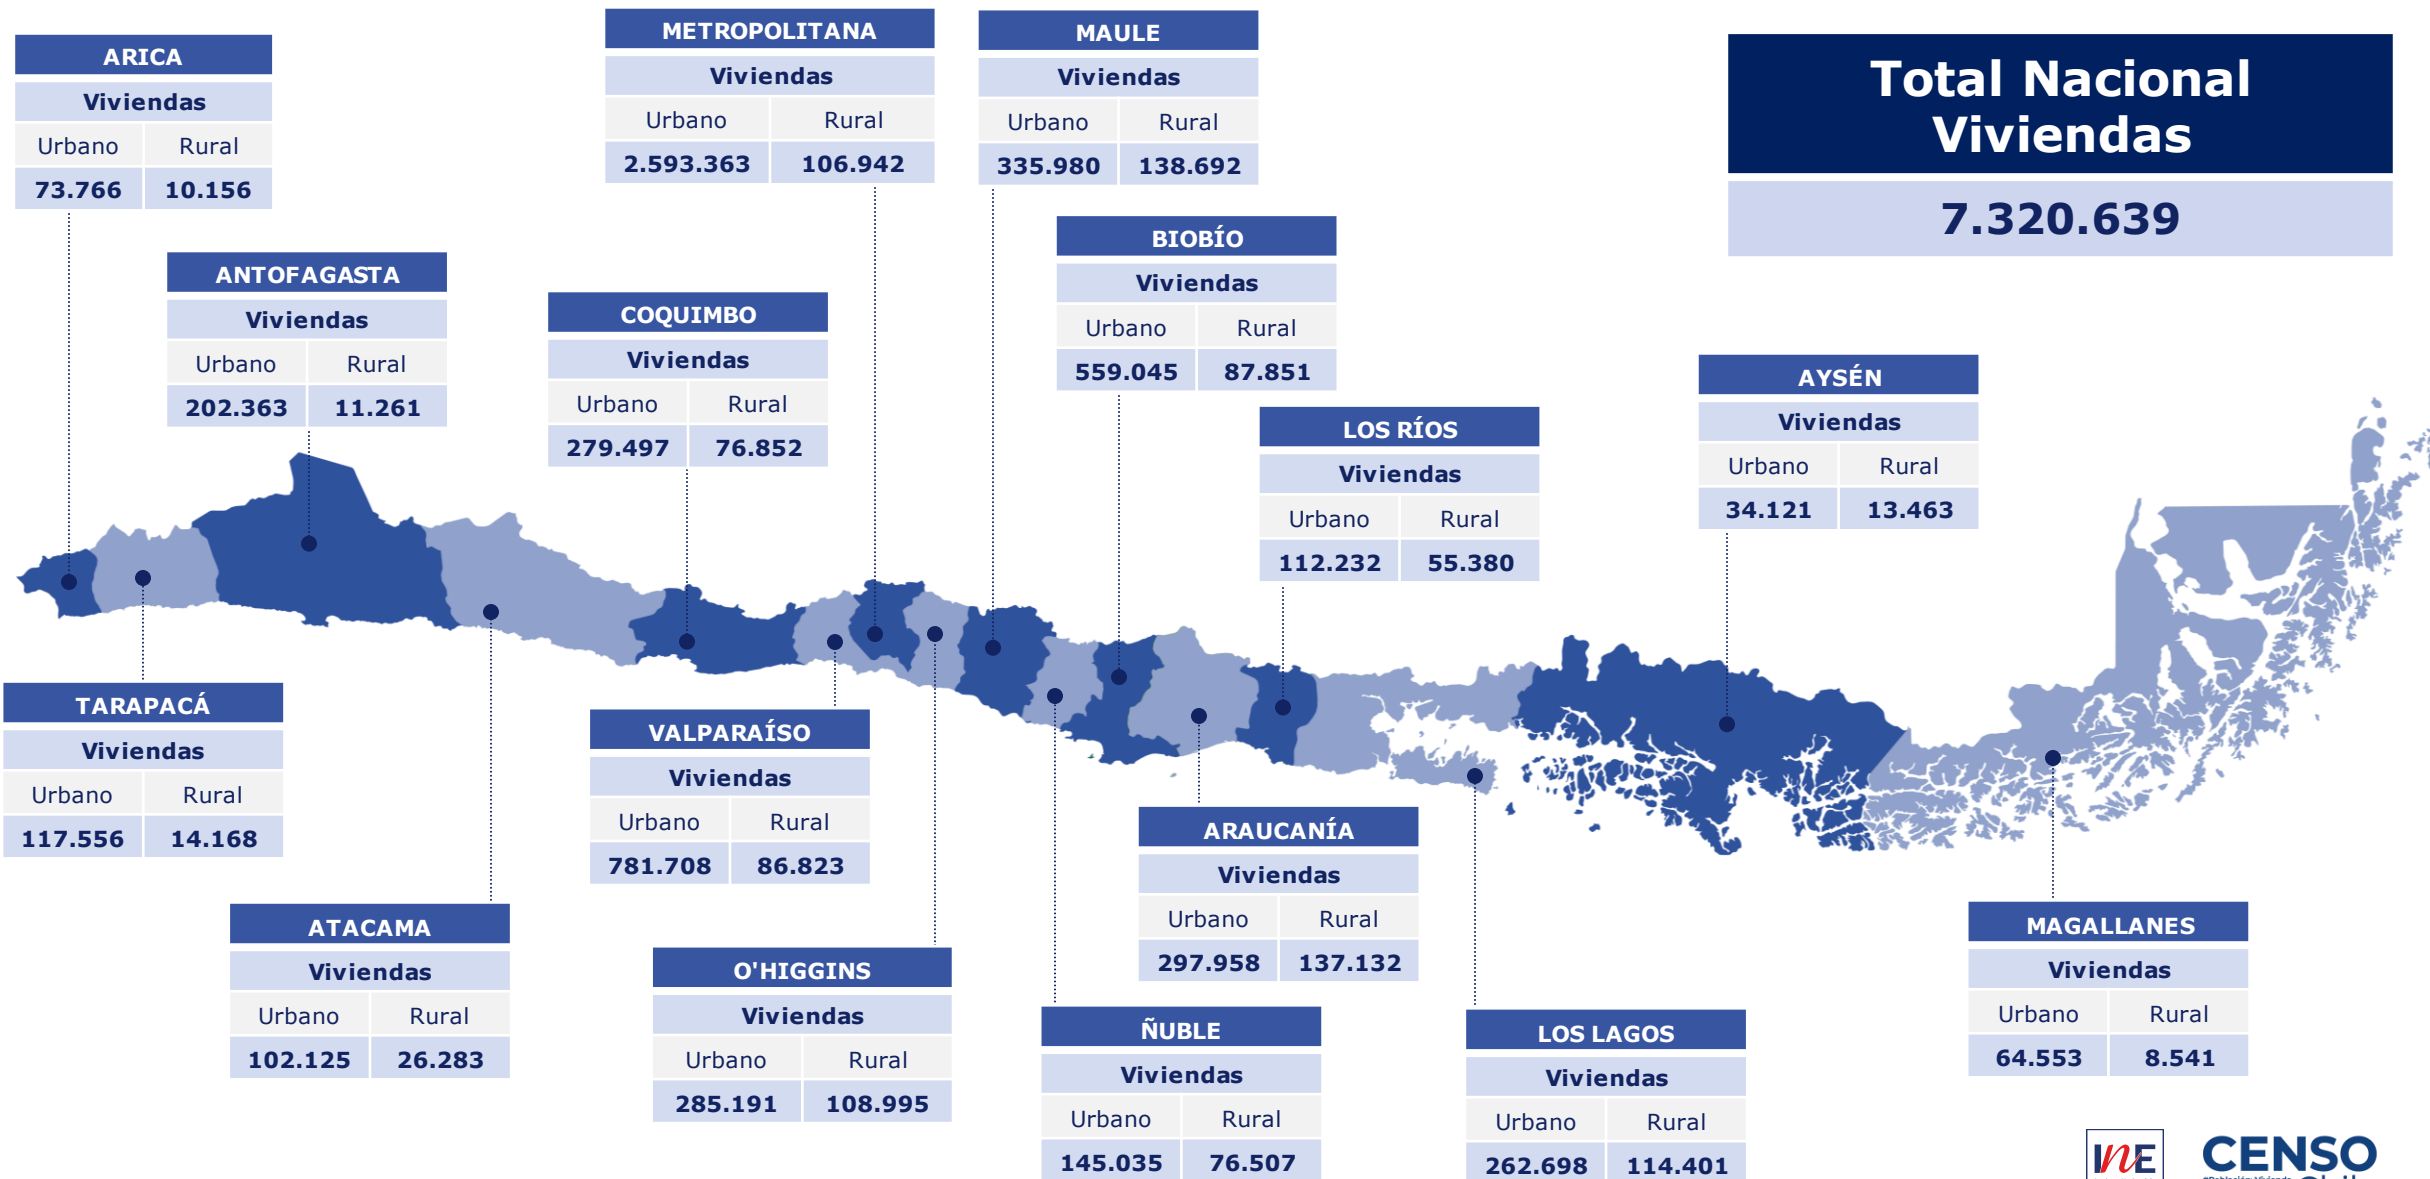 ARICA
Viviendas
Urbano Rural
73.766 10.156
METROPOLITANA
Viviendas
Urbano Rural
2.593.363 106.942
MAULE
Viviendas
Urbano Rural
335.980 138.692
Total Nacional
Viviendas
7.320.639
ANTOFAGASTA
Viviendas
Urbano Rural
202.363 11.261
COQUIMBO
Viviendas
Urbano Rural
279.497 76.852
BIOBÍO
Viviendas
Urbano Rural
559.045 87.851
LOS RÍOS
Viviendas
Urbano Rural
112.232 55.380
AYSÉN
Viviendas
Urbano Rural
34.121 13.463
TARAPACÁ
Viviendas
Urbano Rural
117.556 14.168
VALPARAÍSO
Viviendas
Urbano Rural
781.708 86.823
ARAUCANÍA
Viviendas
Urbano Rural
297.958 137.132
ATACAMA
Viviendas
Urbano Rural
102.125 26.283
O'HIGGINS
Viviendas
Urbano Rural
285.191 108.995
ÑUBLE
Viviendas
Urbano Rural
145.035 76.507
LOS LAGOS
Viviendas
Urbano Rural
262.698 114.401
MAGALLANES
Viviendas
Urbano Rural
64.553 8.541
INE
CENSO